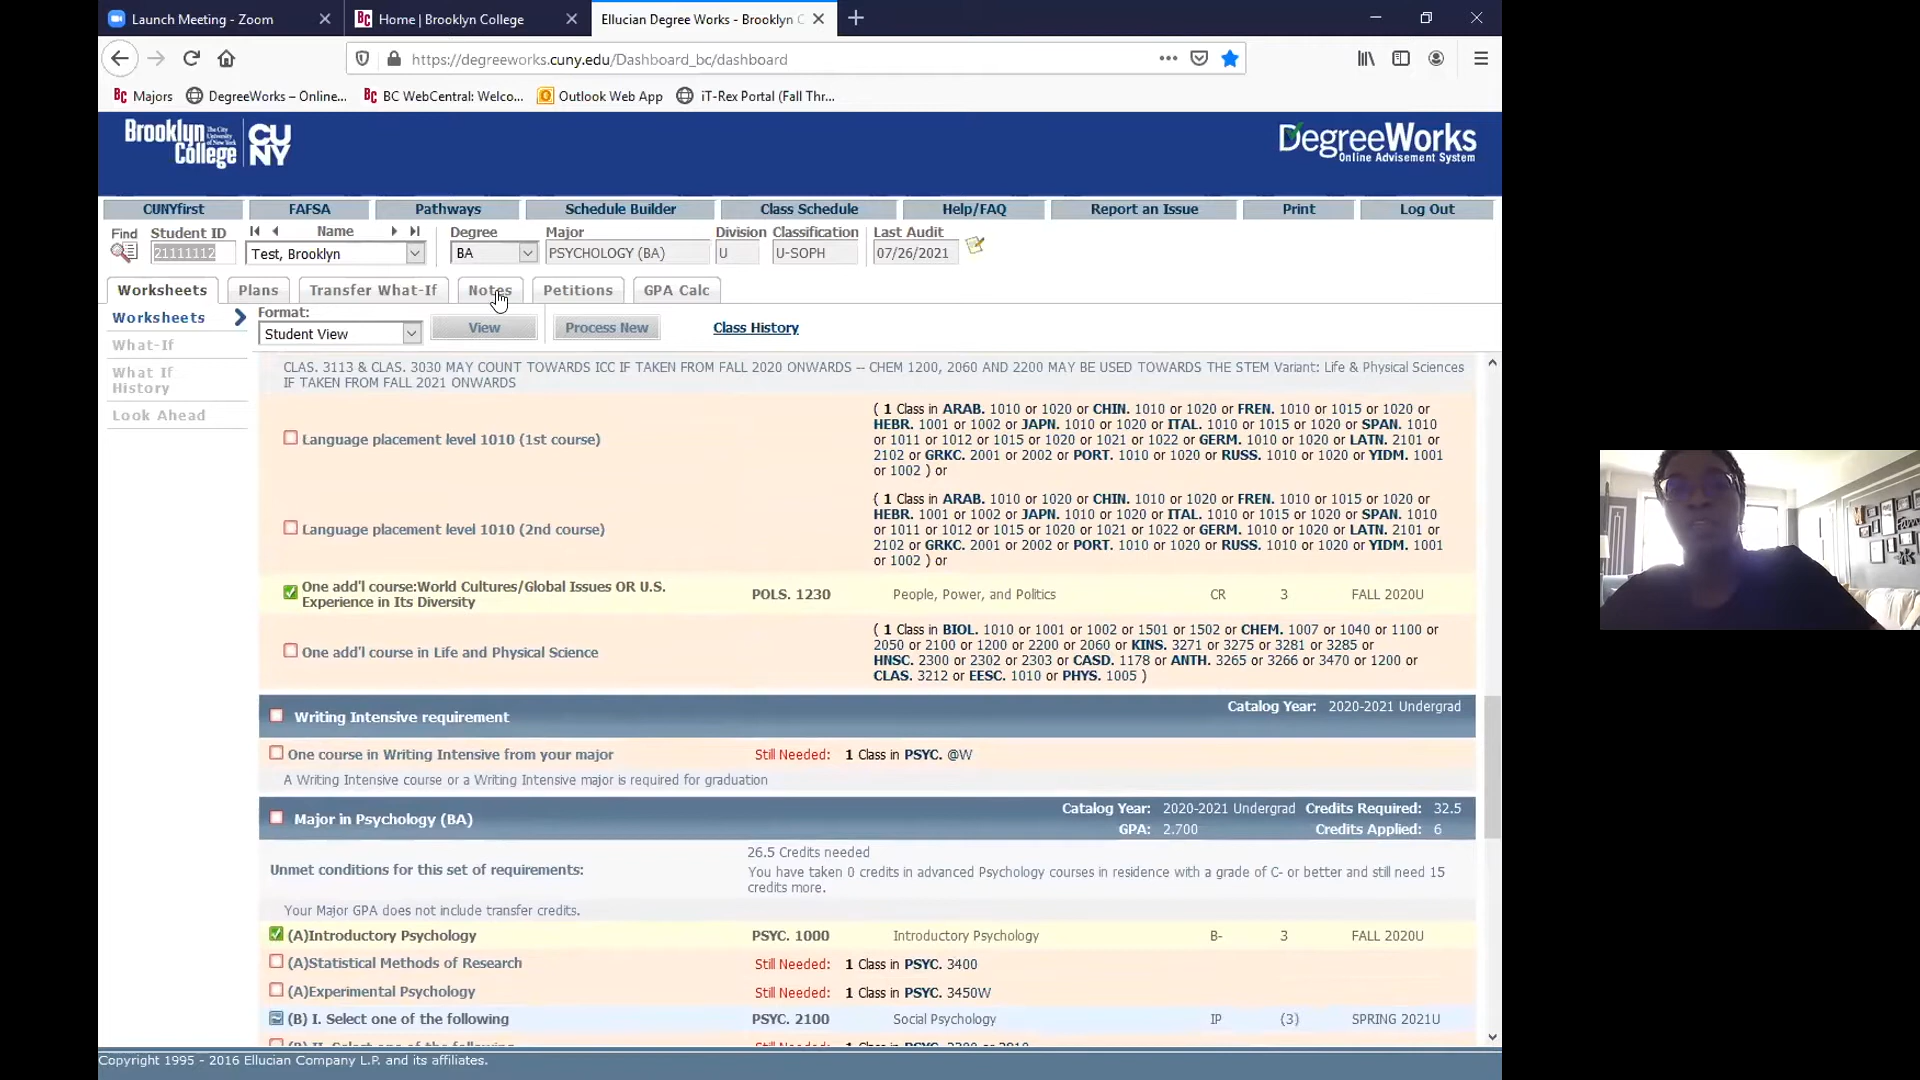 Launch Meeting - Zoom
Home | Brooklyn College
Ellucian Degree Works - Brooklyn C
https://degreeworks.cuny.edu/Dashboard_bc/dashboard
BC Majors
DegreeWorks – Online...
BC BC WebCentral: Welco...
Outlook Web App
iT-Rex Portal (Fall Thr...
Brooklyn The City University of New York College
CUNY
DegreeWorks
Online Advisement System
CUNYfirst
FAFSA
Pathways
Schedule Builder
Class Schedule
Help/FAQ
Report an Issue
Print
Log Out
Find
Student ID
Name
Degree
Major
Division
Classification
Last Audit
21111112
Test, Brooklyn
BA
PSYCHOLOGY (BA)
U
U-SOPH
07/26/2021
Worksheets
Plans
Transfer What-If
Notes
Petitions
GPA Calc
Worksheets
What-If
What If
History
Look Ahead
Format:
Student View
View
Process New
Class History
CLAS. 3113 & CLAS. 3030 MAY COUNT TOWARDS ICC IF TAKEN FROM FALL 2020 ONWARDS -- CHEM 1200, 2060 AND 2200 MAY BE USED TOWARDS THE STEM Variant: Life & Physical Sciences
IF TAKEN FROM FALL 2021 ONWARDS
Language placement level 1010 (1st course)
( 1 Class in ARAB. 1010 or 1020 or CHIN. 1010 or 1020 or FREN. 1010 or 1015 or 1020 or
HEBR. 1001 or 1002 or JAPN. 1010 or 1020 or ITAL. 1010 or 1015 or 1020 or SPAN. 1010
or 1011 or 1012 or 1015 or 1020 or 1021 or 1022 or GERM. 1010 or 1020 or LATN. 2101 or
2102 or GRKC. 2001 or 2002 or PORT. 1010 or 1020 or RUSS. 1010 or 1020 or YIDM. 1001
or 1002 ) or
Language placement level 1010 (2nd course)
( 1 Class in ARAB. 1010 or 1020 or CHIN. 1010 or 1020 or FREN. 1010 or 1015 or 1020 or
HEBR. 1001 or 1002 or JAPN. 1010 or 1020 or ITAL. 1010 or 1015 or 1020 or SPAN. 1010
or 1011 or 1012 or 1015 or 1020 or 1021 or 1022 or GERM. 1010 or 1020 or LATN. 2101 or
2102 or GRKC. 2001 or 2002 or PORT. 1010 or 1020 or RUSS. 1010 or 1020 or YIDM. 1001
or 1002 ) or
One add'l course:World Cultures/Global Issues OR U.S.
Experience in Its Diversity
POLS. 1230 People, Power, and Politics CR 3 FALL 2020U
One add'l course in Life and Physical Science
( 1 Class in BIOL. 1010 or 1001 or 1002 or 1501 or 1502 or CHEM. 1007 or 1040 or 1100 or
2050 or 2100 or 1200 or 2200 or 2060 or KINS. 3271 or 3275 or 3281 or 3285 or
HNSC. 2300 or 2302 or 2303 or CASD. 1178 or ANTH. 3265 or 3266 or 3470 or 1200 or
CLAS. 3212 or EESC. 1010 or PHYS. 1005 )
Writing Intensive requirement
Catalog Year: 2020-2021 Undergrad
One course in Writing Intensive from your major Still Needed: 1 Class in PSYC. @W
A Writing Intensive course or a Writing Intensive major is required for graduation
Major in Psychology (BA)
Catalog Year: 2020-2021 Undergrad Credits Required: 32.5
GPA: 2.700 Credits Applied: 6
Unmet conditions for this set of requirements:
26.5 Credits needed
You have taken 0 credits in advanced Psychology courses in residence with a grade of C- or better and still need 15
credits more.
Your Major GPA does not include transfer credits.
(A)Introductory Psychology PSYC. 1000 Introductory Psychology B- 3 FALL 2020U
(A)Statistical Methods of Research Still Needed: 1 Class in PSYC. 3400
(A)Experimental Psychology Still Needed: 1 Class in PSYC. 3450W
(B) I. Select one of the following PSYC. 2100 Social Psychology IP (3) SPRING 2021U
Copyright 1995 - 2016 Ellucian Company L.P. and its affiliates.